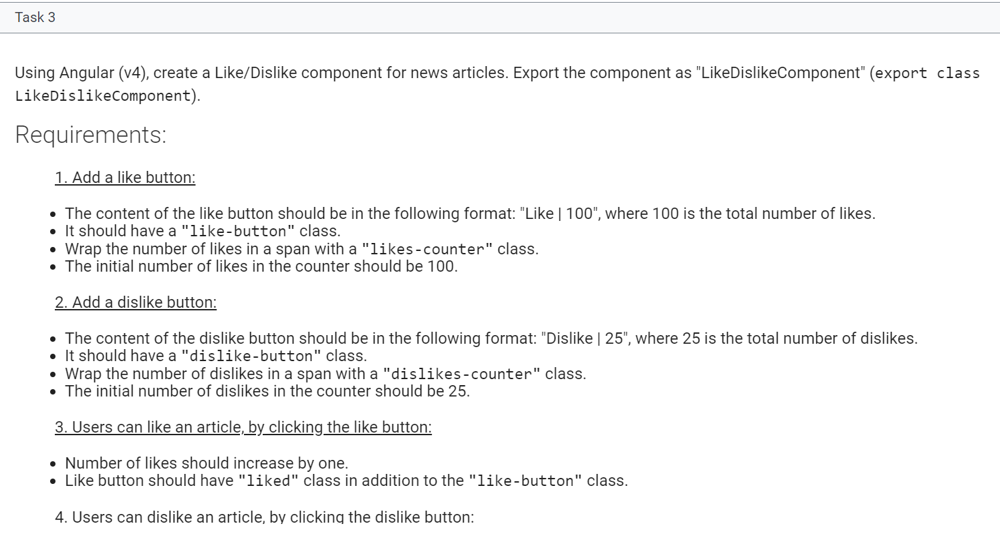 Task 3
Using Angular (v4), create a Like/Dislike component for news articles. Export the component as "LikeDislikeComponent" (export class
LikeDislikeComponent).
Requirements:
1. Add a like button:
• The content of the like button should be in the following format: "Like | 100", where 100 is the total number of likes.
• It should have a "like-button" class.
• Wrap the number of likes in a span with a "likes-counter" class.
• The initial number of likes in the counter should be 100.
2. Add a dislike button:
• The content of the dislike button should be in the following format: "Dislike | 25", where 25 is the total number of dislikes.
• It should have a "dislike-button" class.
• Wrap the number of dislikes in a span with a "dislikes-counter" class.
• The initial number of dislikes in the counter should be 25.
3. Users can like an article, by clicking the like button:
• Number of likes should increase by one.
• Like button should have "liked" class in addition to the "like-button" class.
4. Users can dislike an article, by clicking the dislike button: